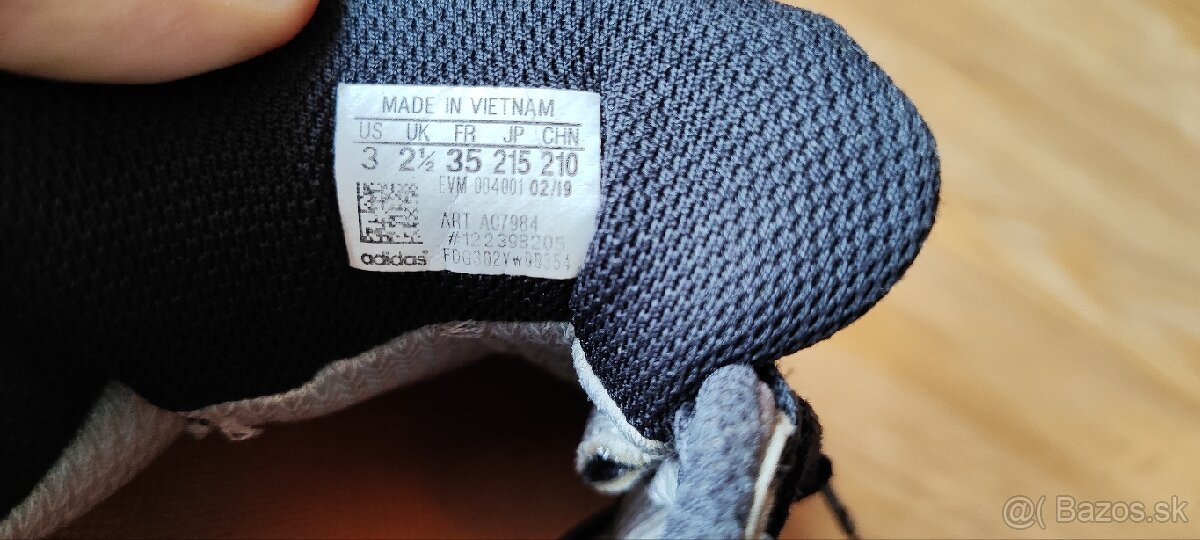 MADE IN VIETNAM
US UK FR JP CHN
3 2½ 35 215 210
EVM 004001 02/19
ART AC7984
#122398205
adidas
@( Bazos.sk